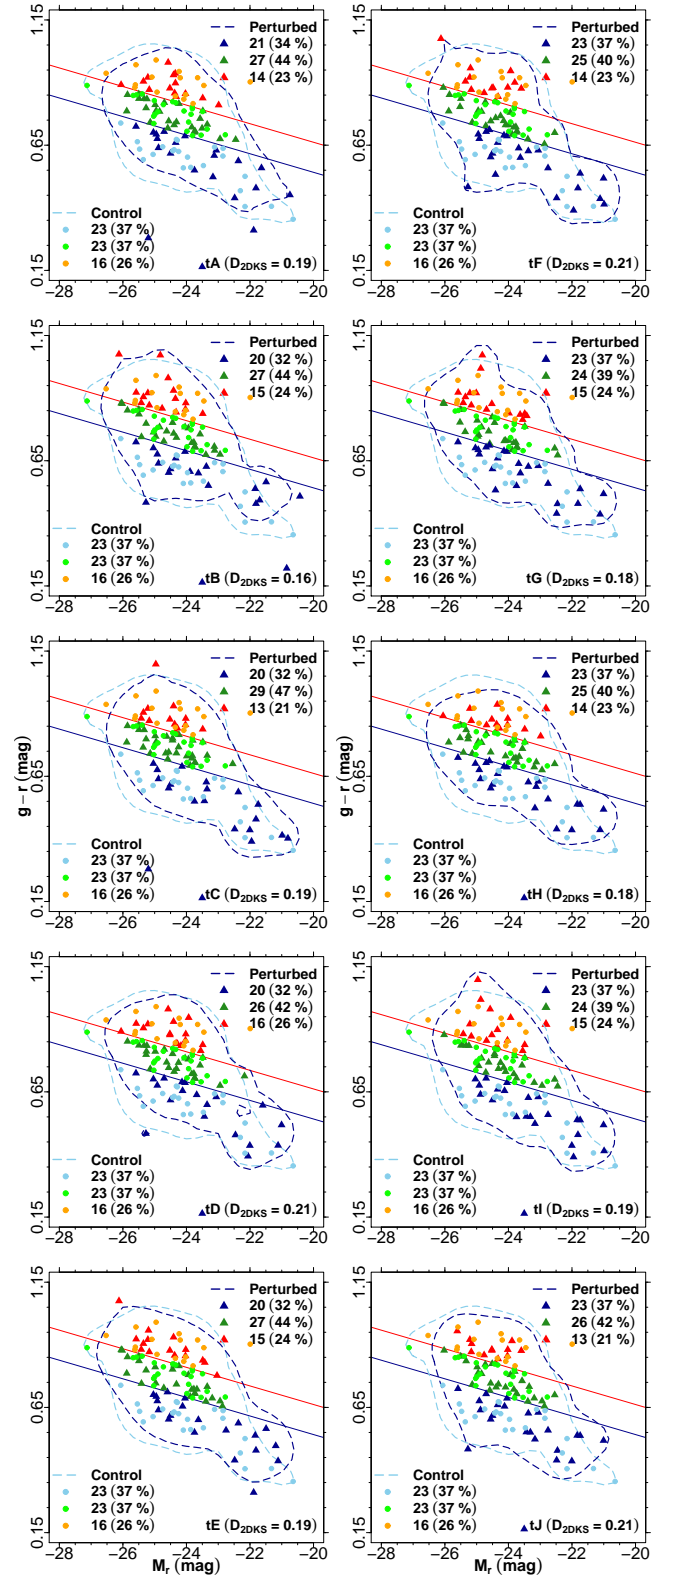 1.15
0.65
0.15
Perturbed
21 (34 %)
27 (44 %)
14 (23 %)
Control
23 (37 %)
23 (37 %)
16 (26 %)
tA (D2DKS = 0.19)
−28
−26
−24
−22
−20
1.15
0.65
0.15
Perturbed
23 (37 %)
25 (40 %)
14 (23 %)
Control
23 (37 %)
23 (37 %)
16 (26 %)
tF (D2DKS = 0.21)
−28
−26
−24
−22
−20
1.15
0.65
0.15
Perturbed
20 (32 %)
27 (44 %)
15 (24 %)
Control
23 (37 %)
23 (37 %)
16 (26 %)
tB (D2DKS = 0.16)
−28
−26
−24
−22
−20
1.15
0.65
0.15
Perturbed
23 (37 %)
24 (39 %)
15 (24 %)
Control
23 (37 %)
23 (37 %)
16 (26 %)
tG (D2DKS = 0.18)
−28
−26
−24
−22
−20
g − r (mag)
1.15
0.65
0.15
Perturbed
20 (32 %)
29 (47 %)
13 (21 %)
Control
23 (37 %)
23 (37 %)
16 (26 %)
tC (D2DKS = 0.19)
−28
−26
−24
−22
−20
g − r (mag)
1.15
0.65
0.15
Perturbed
23 (37 %)
25 (40 %)
14 (23 %)
Control
23 (37 %)
23 (37 %)
16 (26 %)
tH (D2DKS = 0.18)
−28
−26
−24
−22
−20
1.15
0.65
0.15
Perturbed
20 (32 %)
26 (42 %)
16 (26 %)
Control
23 (37 %)
23 (37 %)
16 (26 %)
tD (D2DKS = 0.21)
−28
−26
−24
−22
−20
1.15
0.65
0.15
Perturbed
23 (37 %)
24 (39 %)
15 (24 %)
Control
23 (37 %)
23 (37 %)
16 (26 %)
tI (D2DKS = 0.19)
−28
−26
−24
−22
−20
1.15
0.65
0.15
Perturbed
20 (32 %)
27 (44 %)
15 (24 %)
Control
23 (37 %)
23 (37 %)
16 (26 %)
tE (D2DKS = 0.19)
−28
−26
−24
−22
−20
Mr (mag)
1.15
0.65
0.15
Perturbed
23 (37 %)
26 (42 %)
13 (21 %)
Control
23 (37 %)
23 (37 %)
16 (26 %)
tJ (D2DKS = 0.21)
−28
−26
−24
−22
−20
Mr (mag)